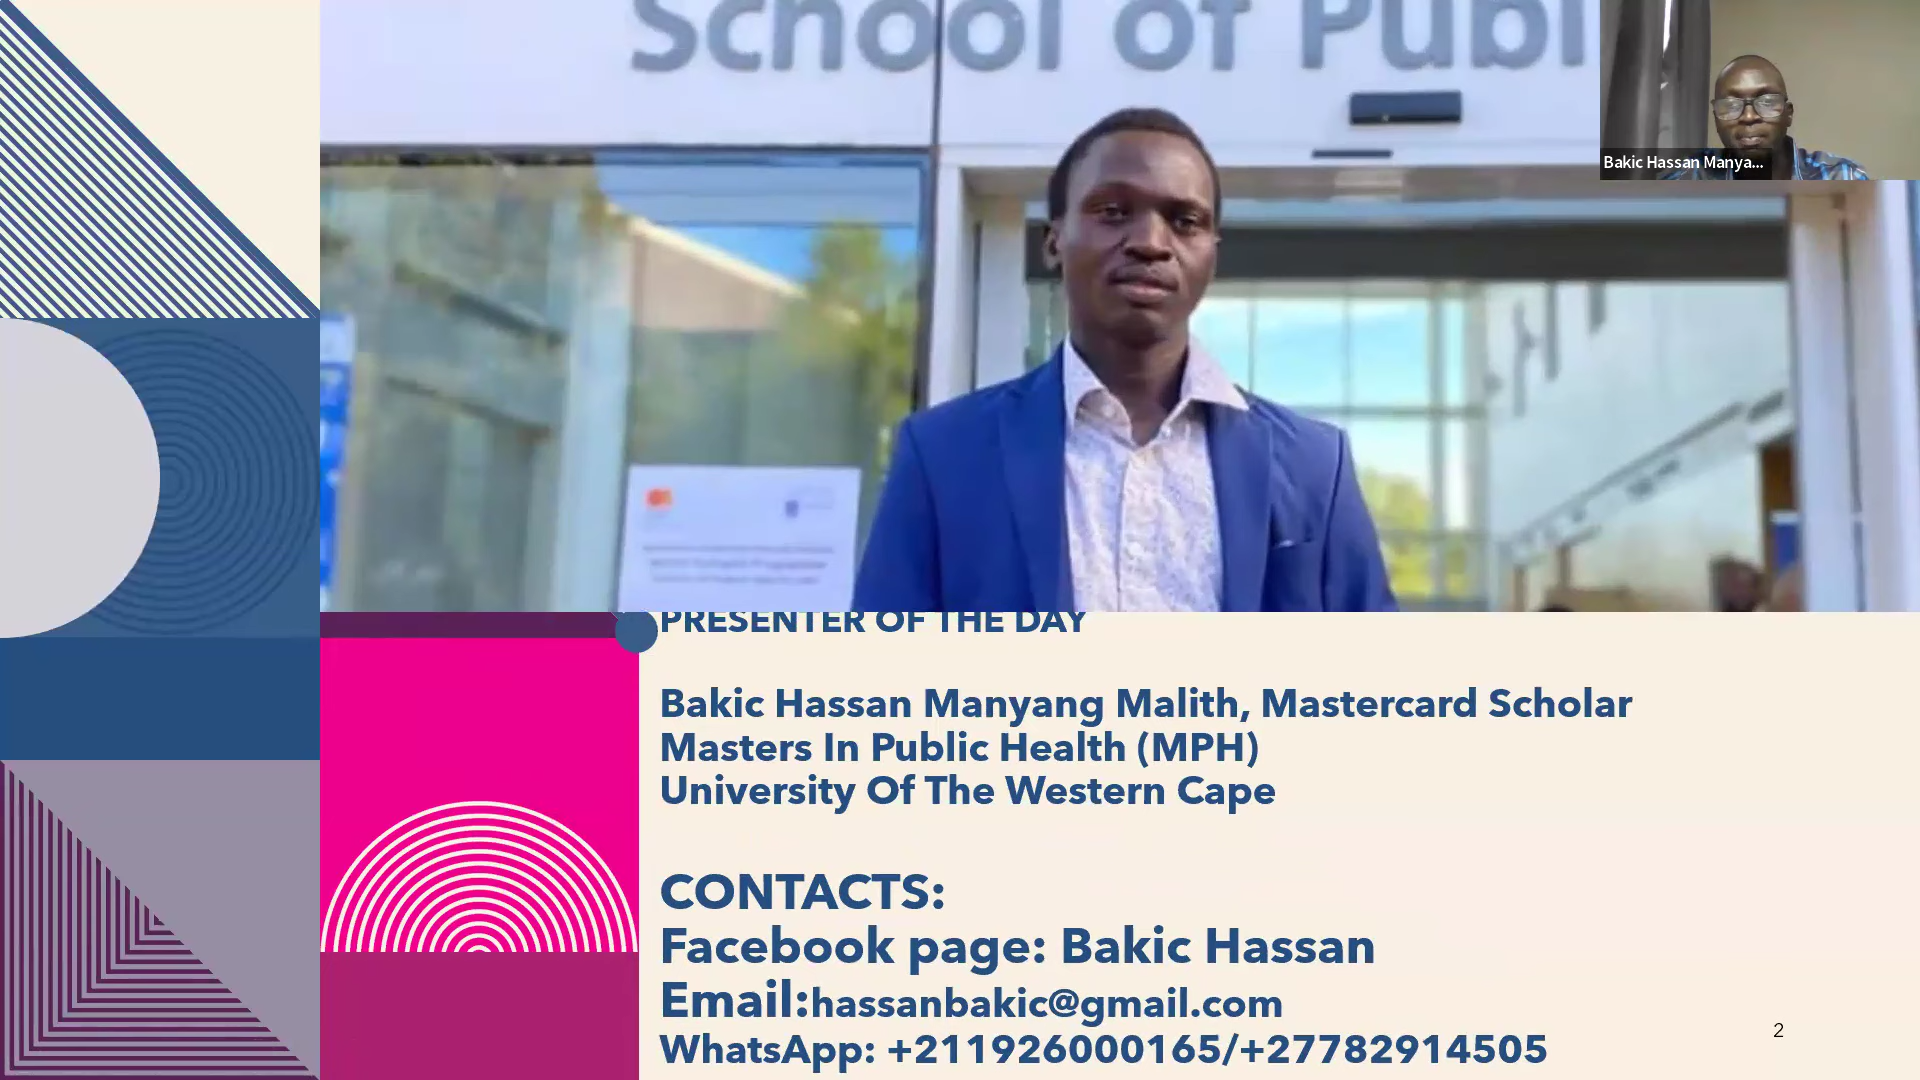 School of Publ
Bakic Hassan Manya...
PRESENTER OF THE DAY
Bakic Hassan Manyang Malith, Mastercard Scholar
Masters In Public Health (MPH)
University Of The Western Cape
CONTACTS:
Facebook page: Bakic Hassan
Email:hassanbakic@gmail.com
WhatsApp: +211926000165/+27782914505
2